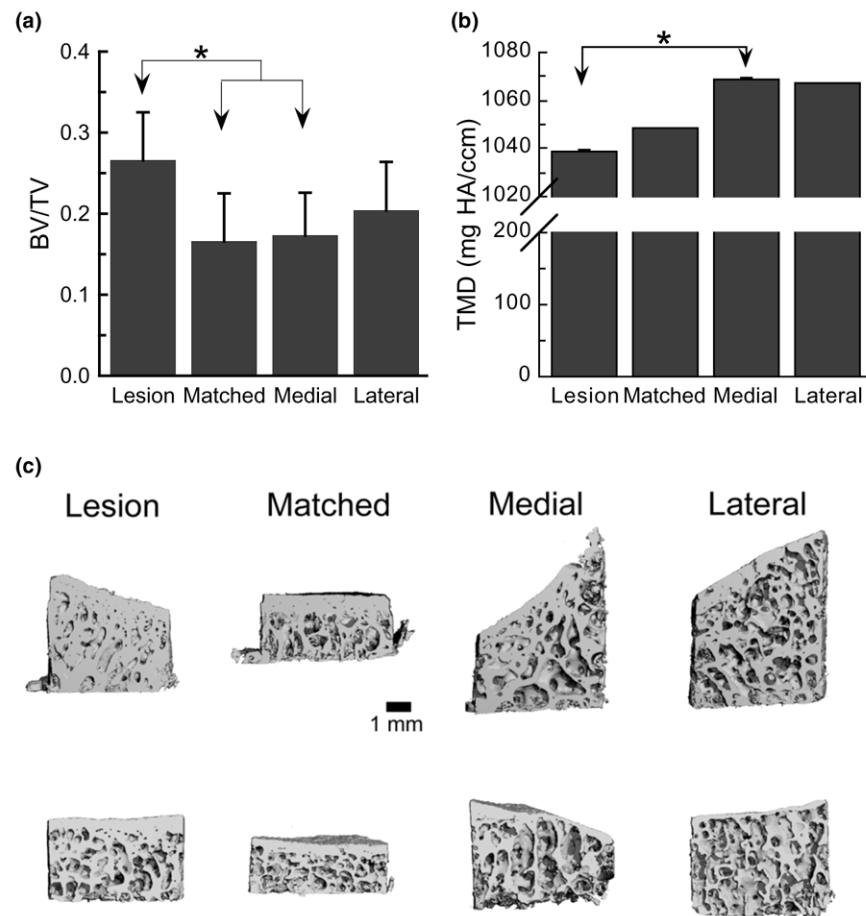 (a)
*
0.4
0.3
0.2
0.1
0.0
BV/TV
Lesion Matched Medial Lateral
(b)
*
1080
1060
1040
1020
200
100
0
TMD (mg HA/ccm)
Lesion Matched Medial Lateral
(c)
Lesion Matched Medial Lateral
1 mm